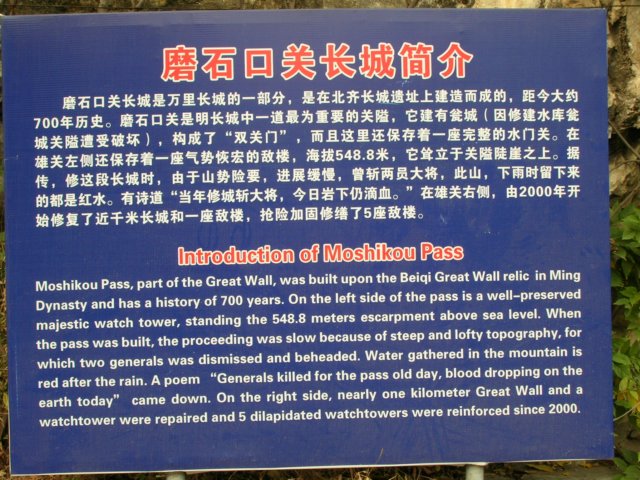 磨石口关长城简介
磨石口关长城是万里长城的一部分，是在北齐长城遗址上建造而成的，距今大约
700年历史。磨石口关是明长城中一道最为重要的关隘，它建有瓮城（因修建水库瓮
城关隘遭受破坏），构成了“双关门”，而且这里还保存着一座完整的水门关。在
雄关左侧还保存着一座气势恢宏的敌楼，海拔548.8米，它耸立于关隘陡崖之上。据
传，修这段长城时，由于山势险要，进展缓慢，曾斩两员大将，此山，下雨时留下来
的都是红水。有诗道“当年修城斩大将，今日岩下仍滴血。”在雄关右侧，由2000年开
始修复了近千米长城和一座敌楼，抢险加固修缮了5座敌楼。
Introduction of Moshikou Pass
Moshikou Pass, part of the Great Wall, was built upon the Beiqi Great Wall relic in Ming
Dynasty and has a history of 700 years. On the left side of the pass is a well-preserved
majestic watch tower, standing the 548.8 meters escarpment above sea level. When
the pass was built, the proceeding was slow because of steep and lofty topography, for
which two generals was dismissed and beheaded. Water gathered in the mountain is
red after the rain. A poem “Generals killed for the pass old day, blood dropping on the
earth today” came down. On the right side, nearly one kilometer Great Wall and a
watchtower were repaired and 5 dilapidated watchtowers were reinforced since 2000.